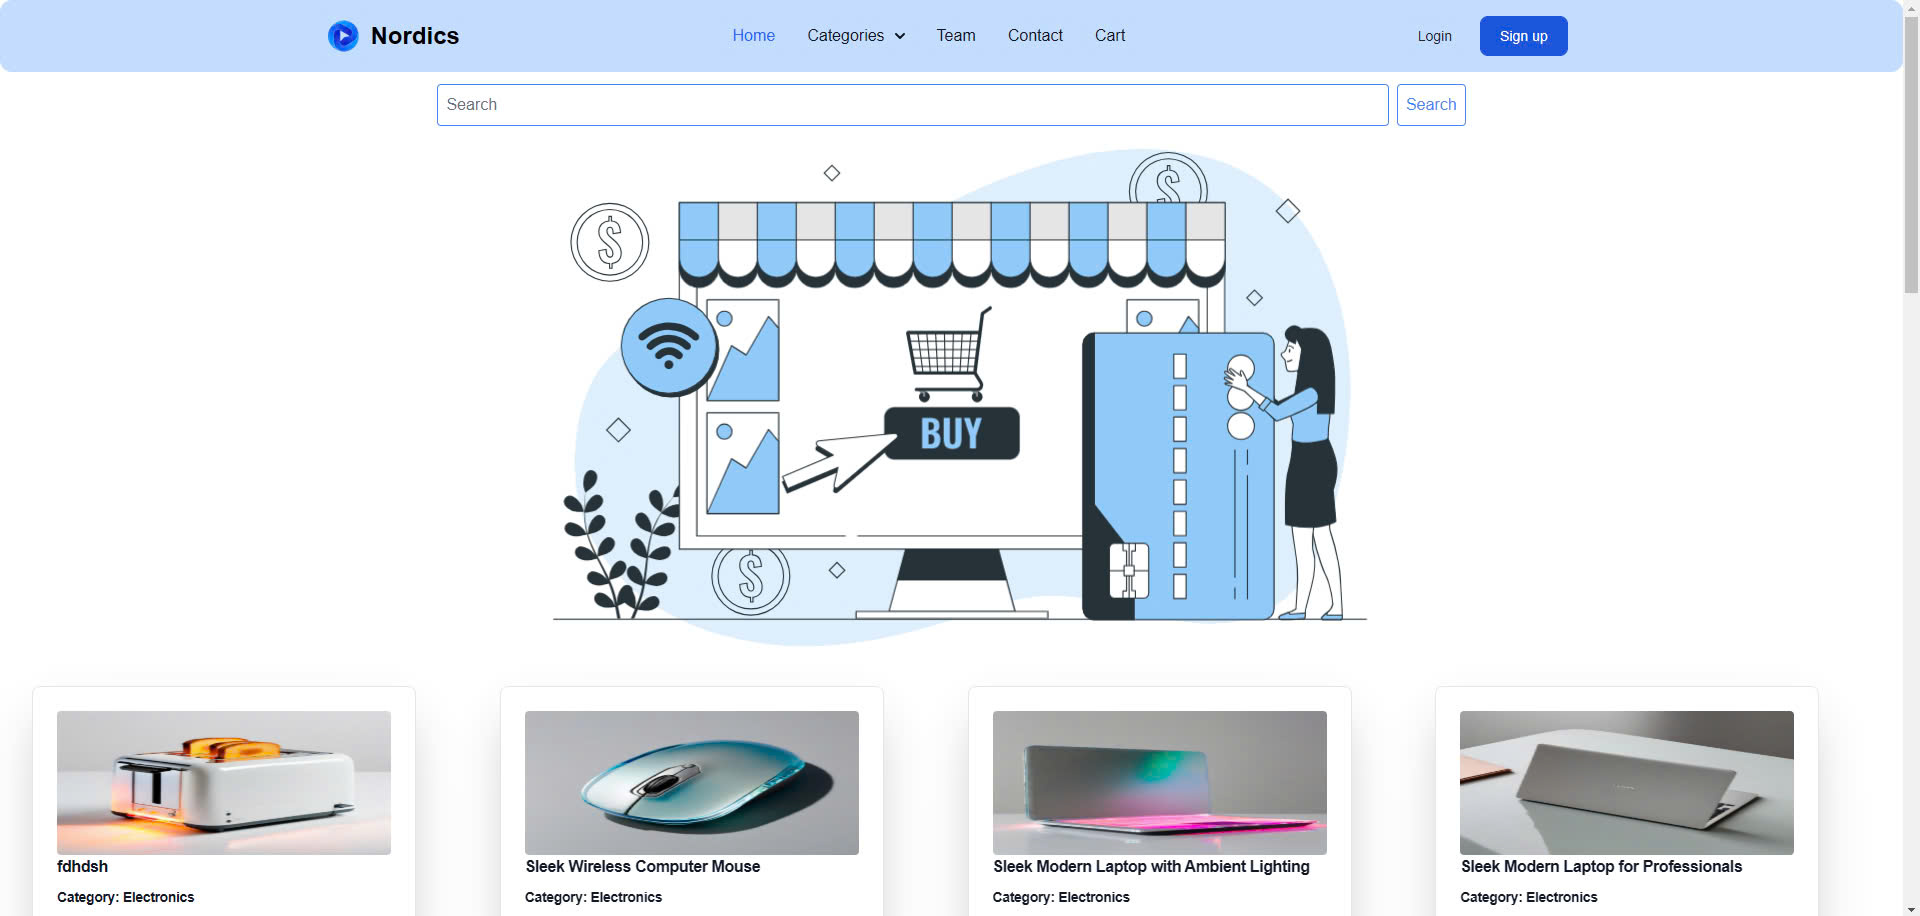 Nordics
Home Categories Team Contact Cart
Login Sign up
Search Search
$
$
BUY
$
fdhdsh
Category: Electronics
Sleek Wireless Computer Mouse
Category: Electronics
Sleek Modern Laptop with Ambient Lighting
Category: Electronics
Sleek Modern Laptop for Professionals
Category: Electronics